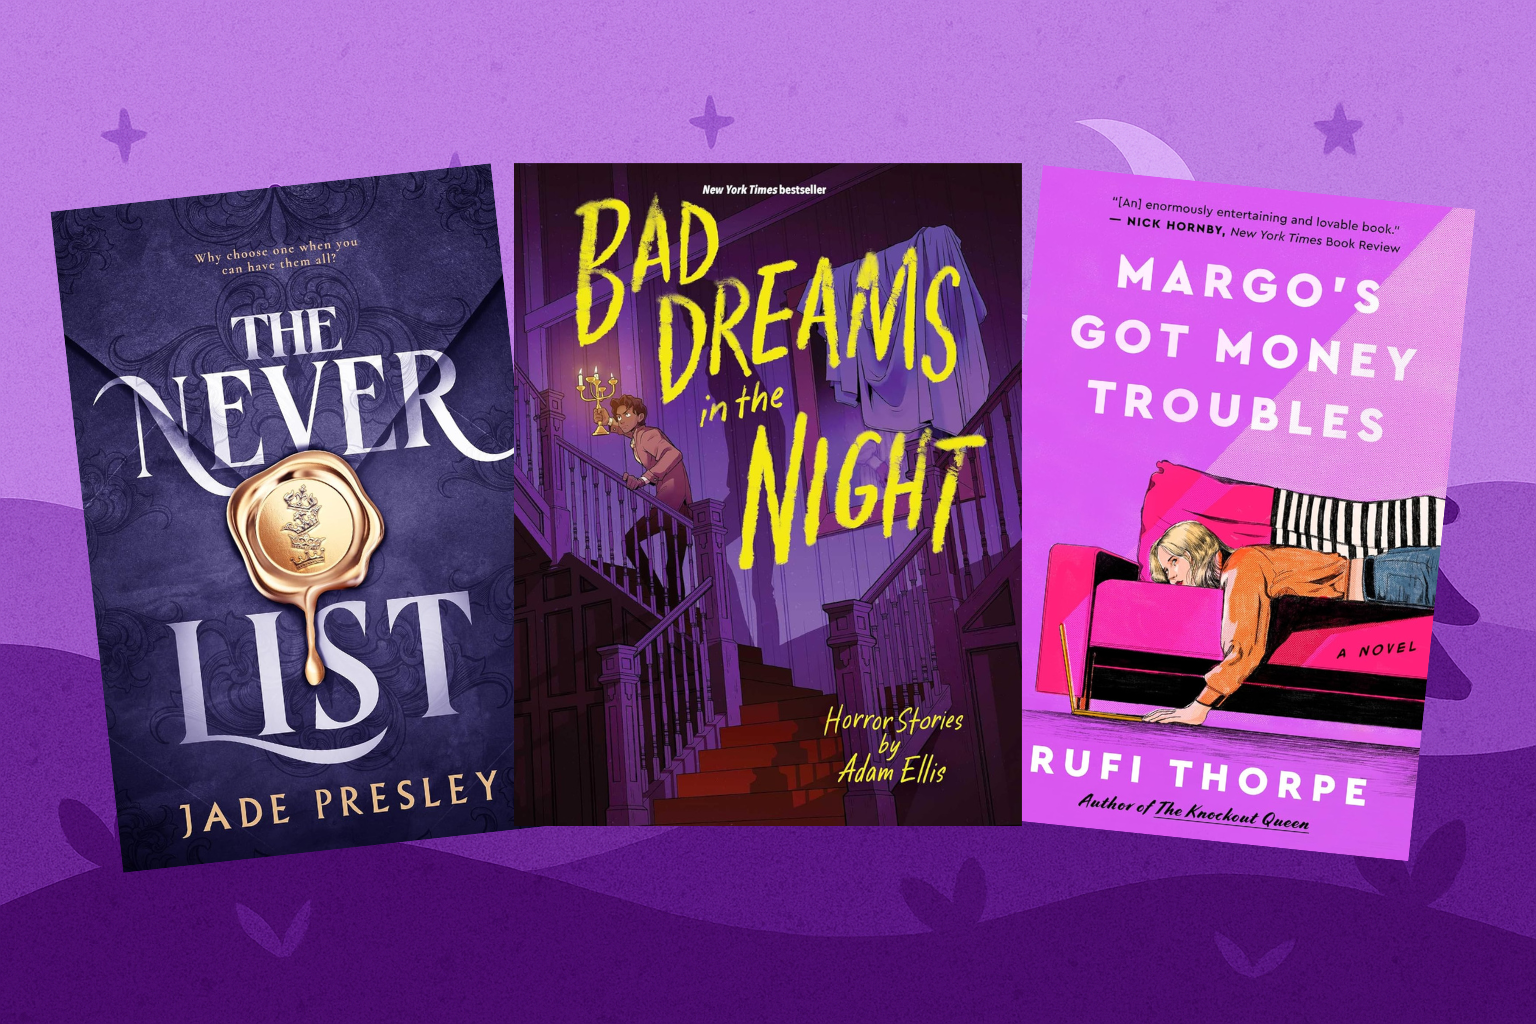 Why choose one when you
can have them all?
THE
NEVER
LIST
JADE PRESLEY
New York Times bestseller
BAD
DREAMS
in the
NIGHT
Horror Stories
by
Adam Ellis
"[An] enormously entertaining and lovable book."
— NICK HORNBY, New York Times Book Review
MARGO'S
GOT MONEY
TROUBLES
A NOVEL
RUFI THORPE
Author of The Knockout Queen